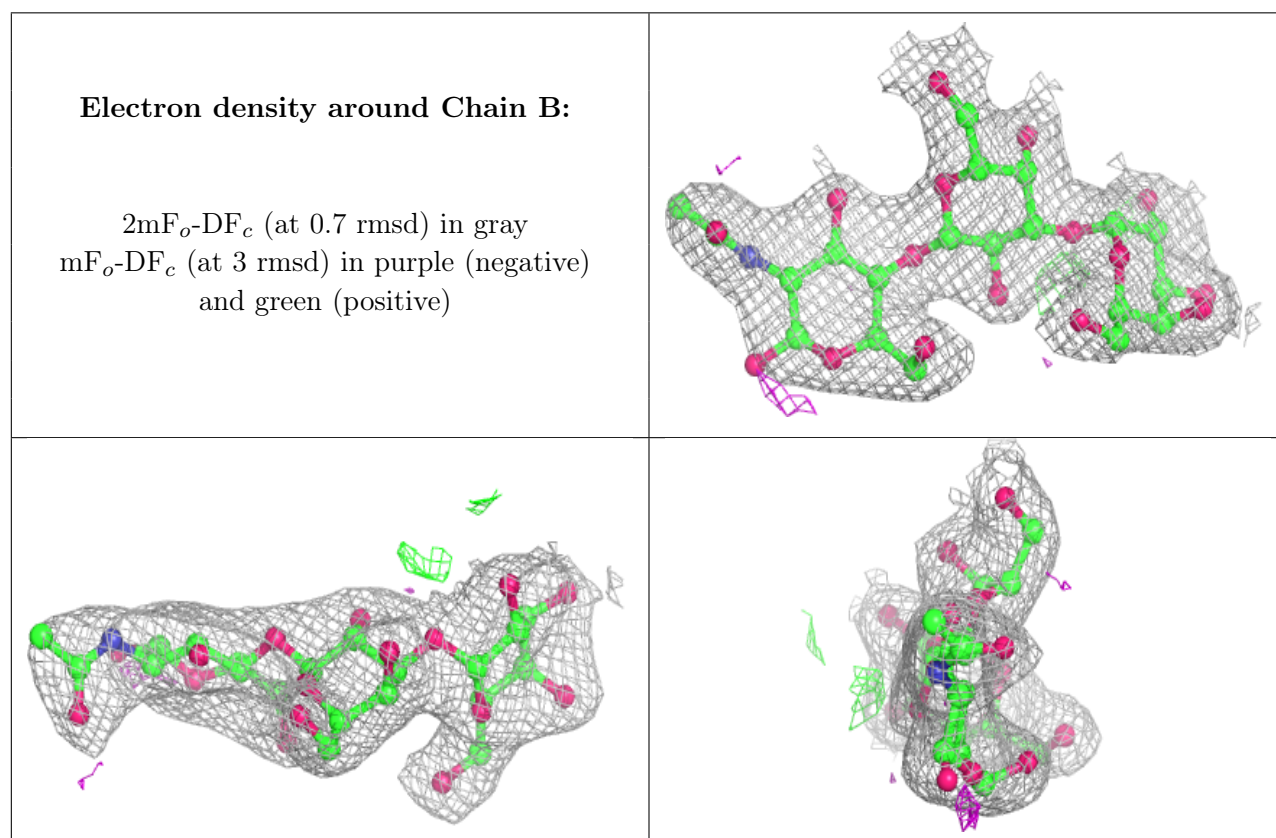 Electron density around Chain B:
2mFo-DFc (at 0.7 rmsd) in gray
mFo-DFc (at 3 rmsd) in purple (negative)
and green (positive)